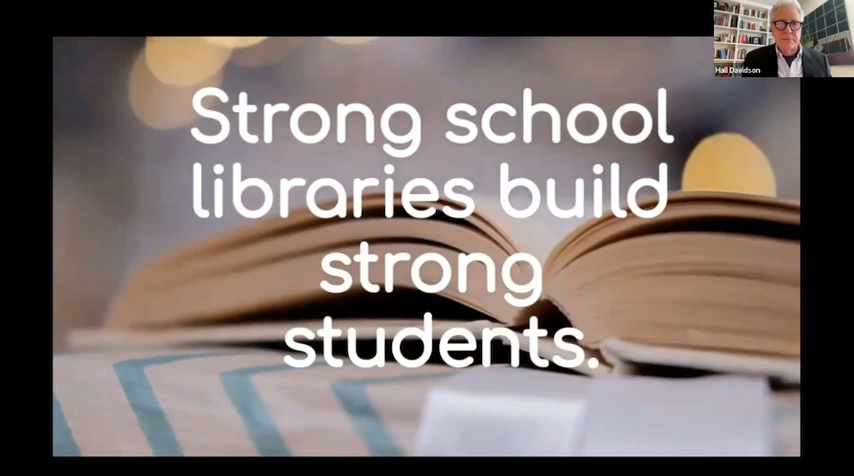 Hall Davidson
Strong school
libraries build
strong
students.